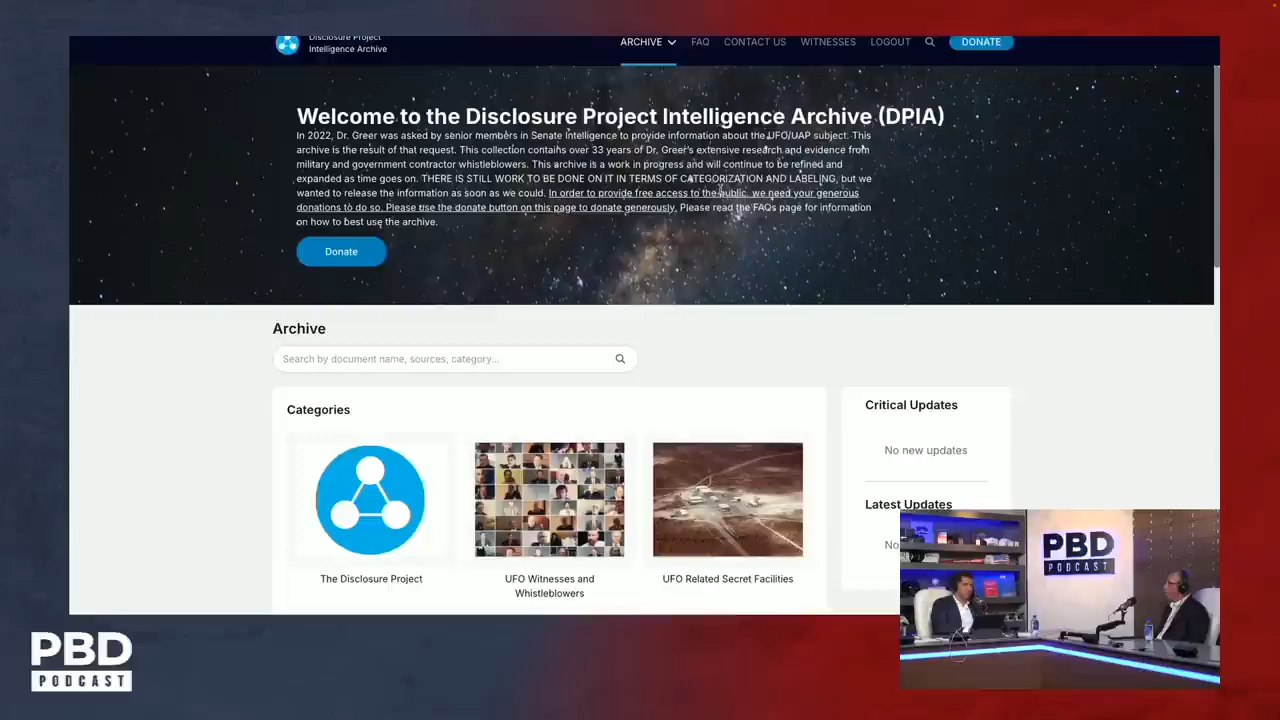 Disclosure Project
Intelligence Archive
ARCHIVE
FAQ
CONTACT US
WITNESSES
LOGOUT
DONATE
Welcome to the Disclosure Project Intelligence Archive (DPIA)
In 2022, Dr. Greer was asked by senior members in Senate Intelligence to provide information about the UFO/UAP subject. This
archive is the result of that request. This collection contains over 33 years of Dr. Greer's extensive research and evidence from
military and government contractor whistleblowers. This archive is a work in progress and will continue to be refined and
expanded as time goes on. THERE IS STILL WORK TO BE DONE ON IT IN TERMS OF CATEGORIZATION AND LABELING, but we
wanted to release the information as soon as we could. In order to provide free access to the public, we need your generous
donations to do so. Please use the donate button on this page to donate generously. Please read the FAQs page for information
on how to best use the archive.
Donate
Archive
Search by document name, sources, category...
Categories
The Disclosure Project
UFO Witnesses and
Whistleblowers
UFO Related Secret Facilities
Critical Updates
No new updates
Latest Updates
No
PBD
PODCAST
PBD
PODCAST